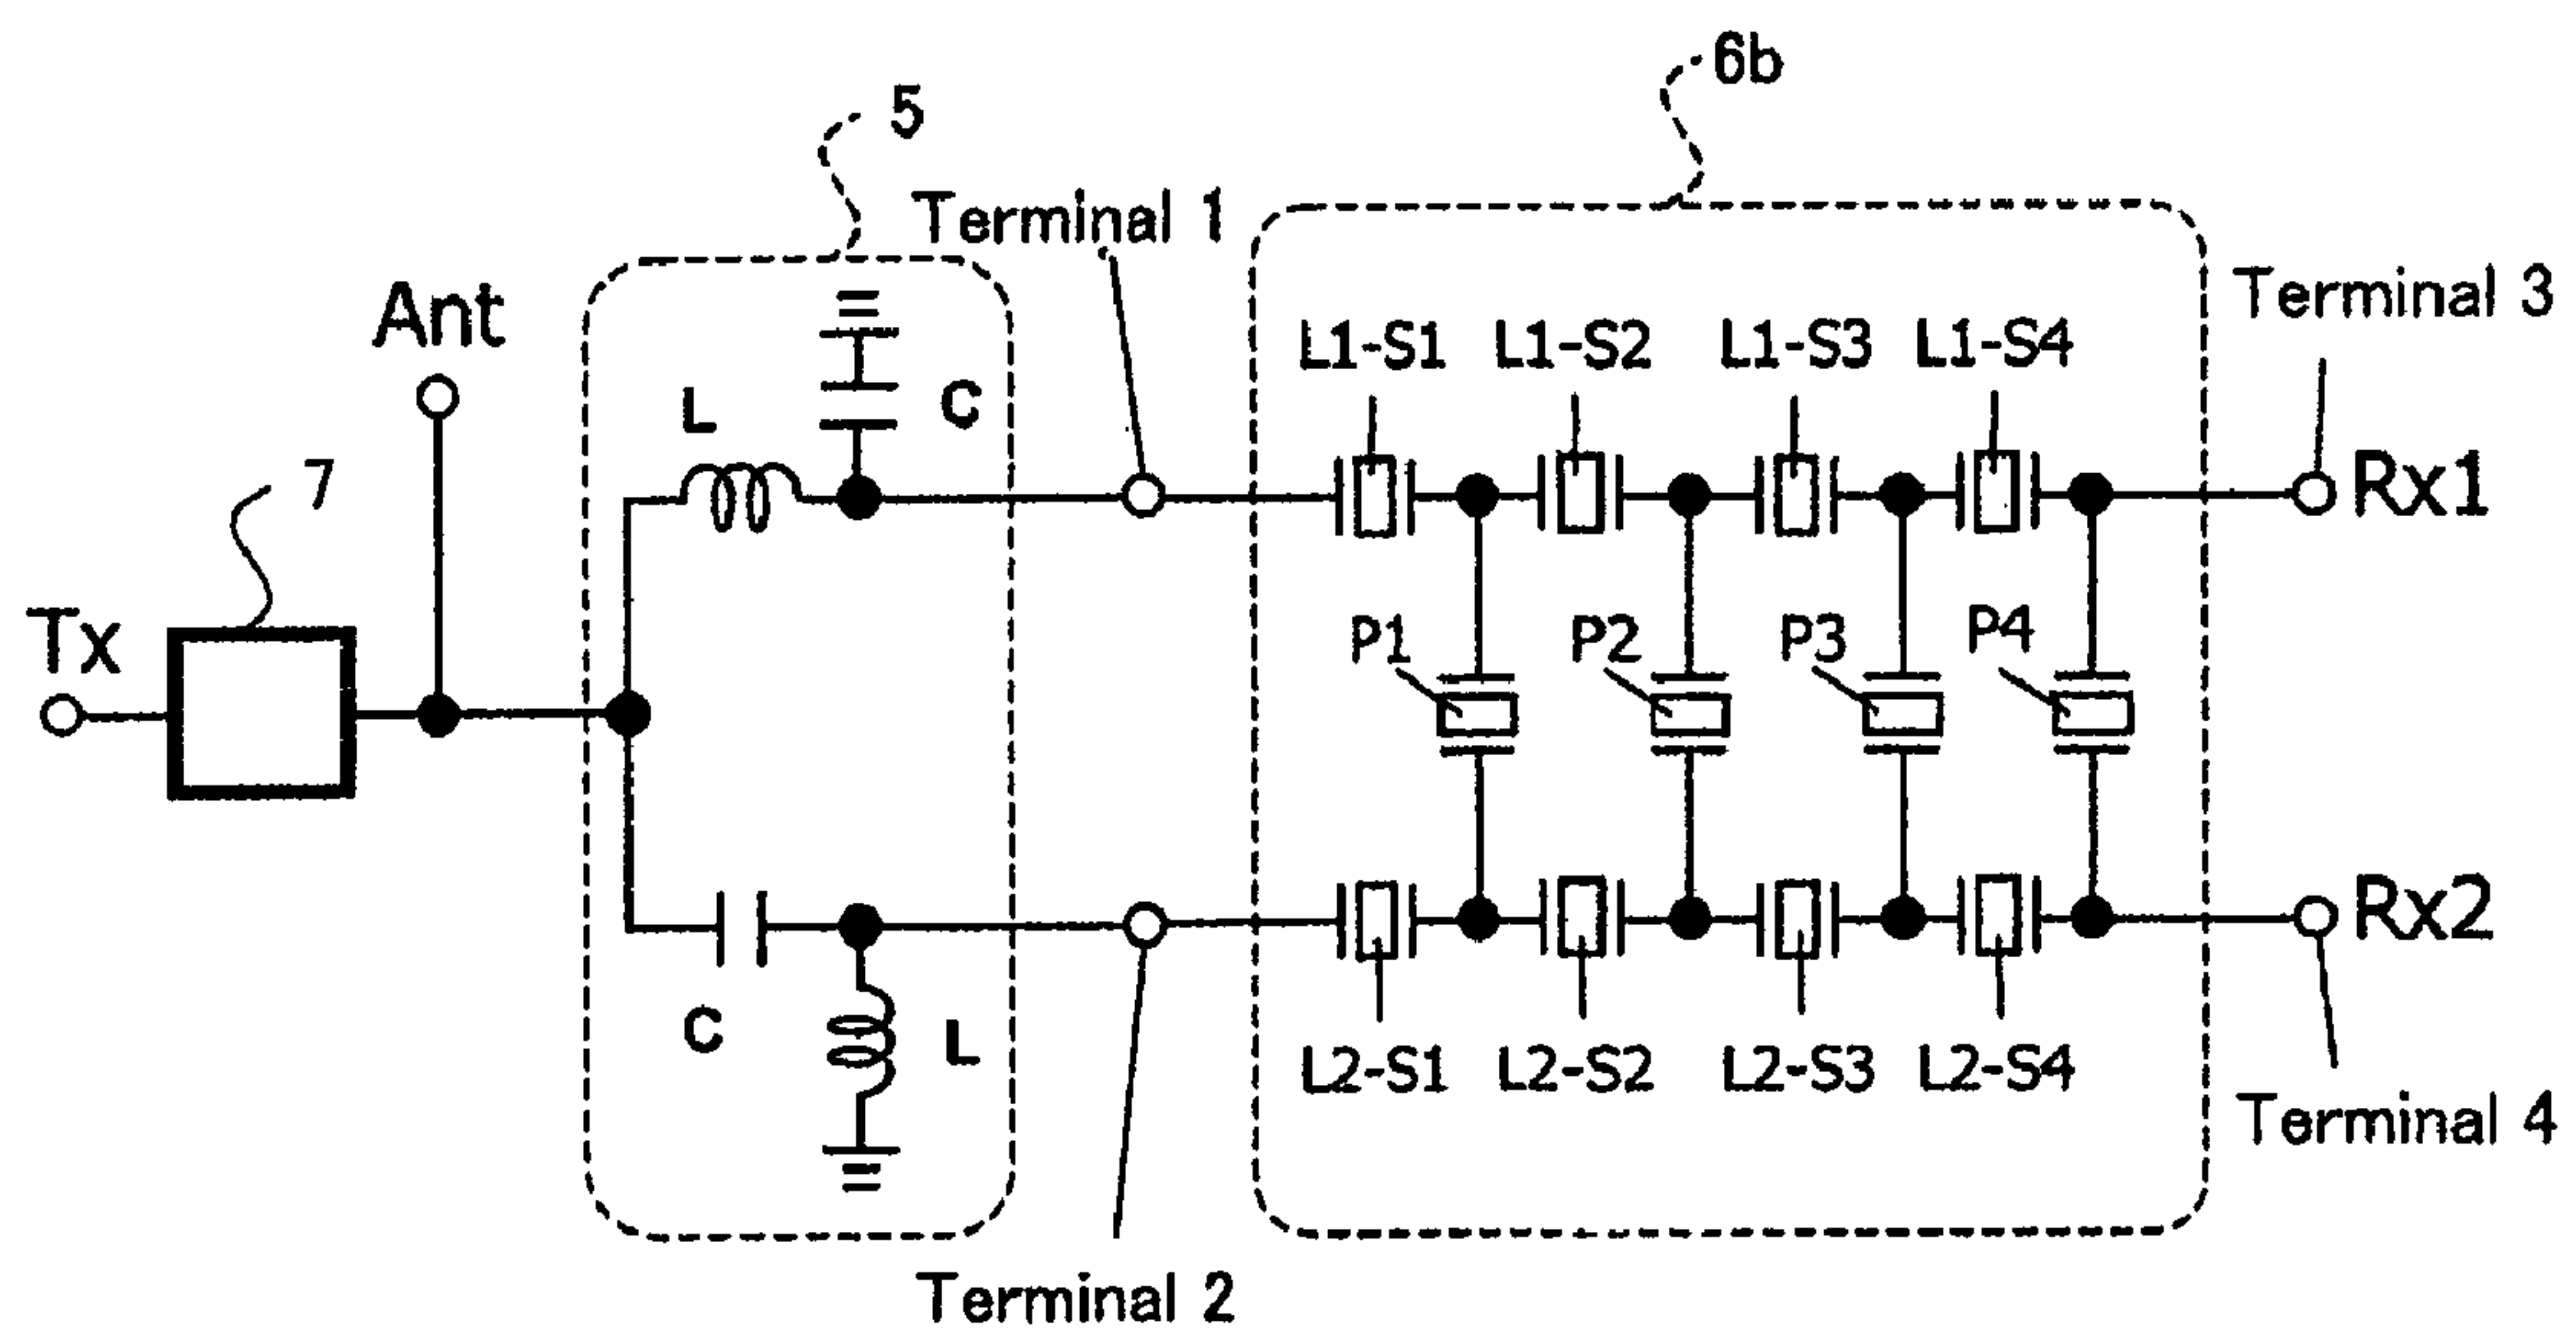 6b
5
Terminal 1
Terminal 3
Ant
L1-S1 L1-S2 L1-S3 L1-S4
L C
7
Rx1
Tx
P1 P2 P3 P4
Rx2
C L
L2-S1 L2-S2 L2-S3 L2-S4
Terminal 4
Terminal 2